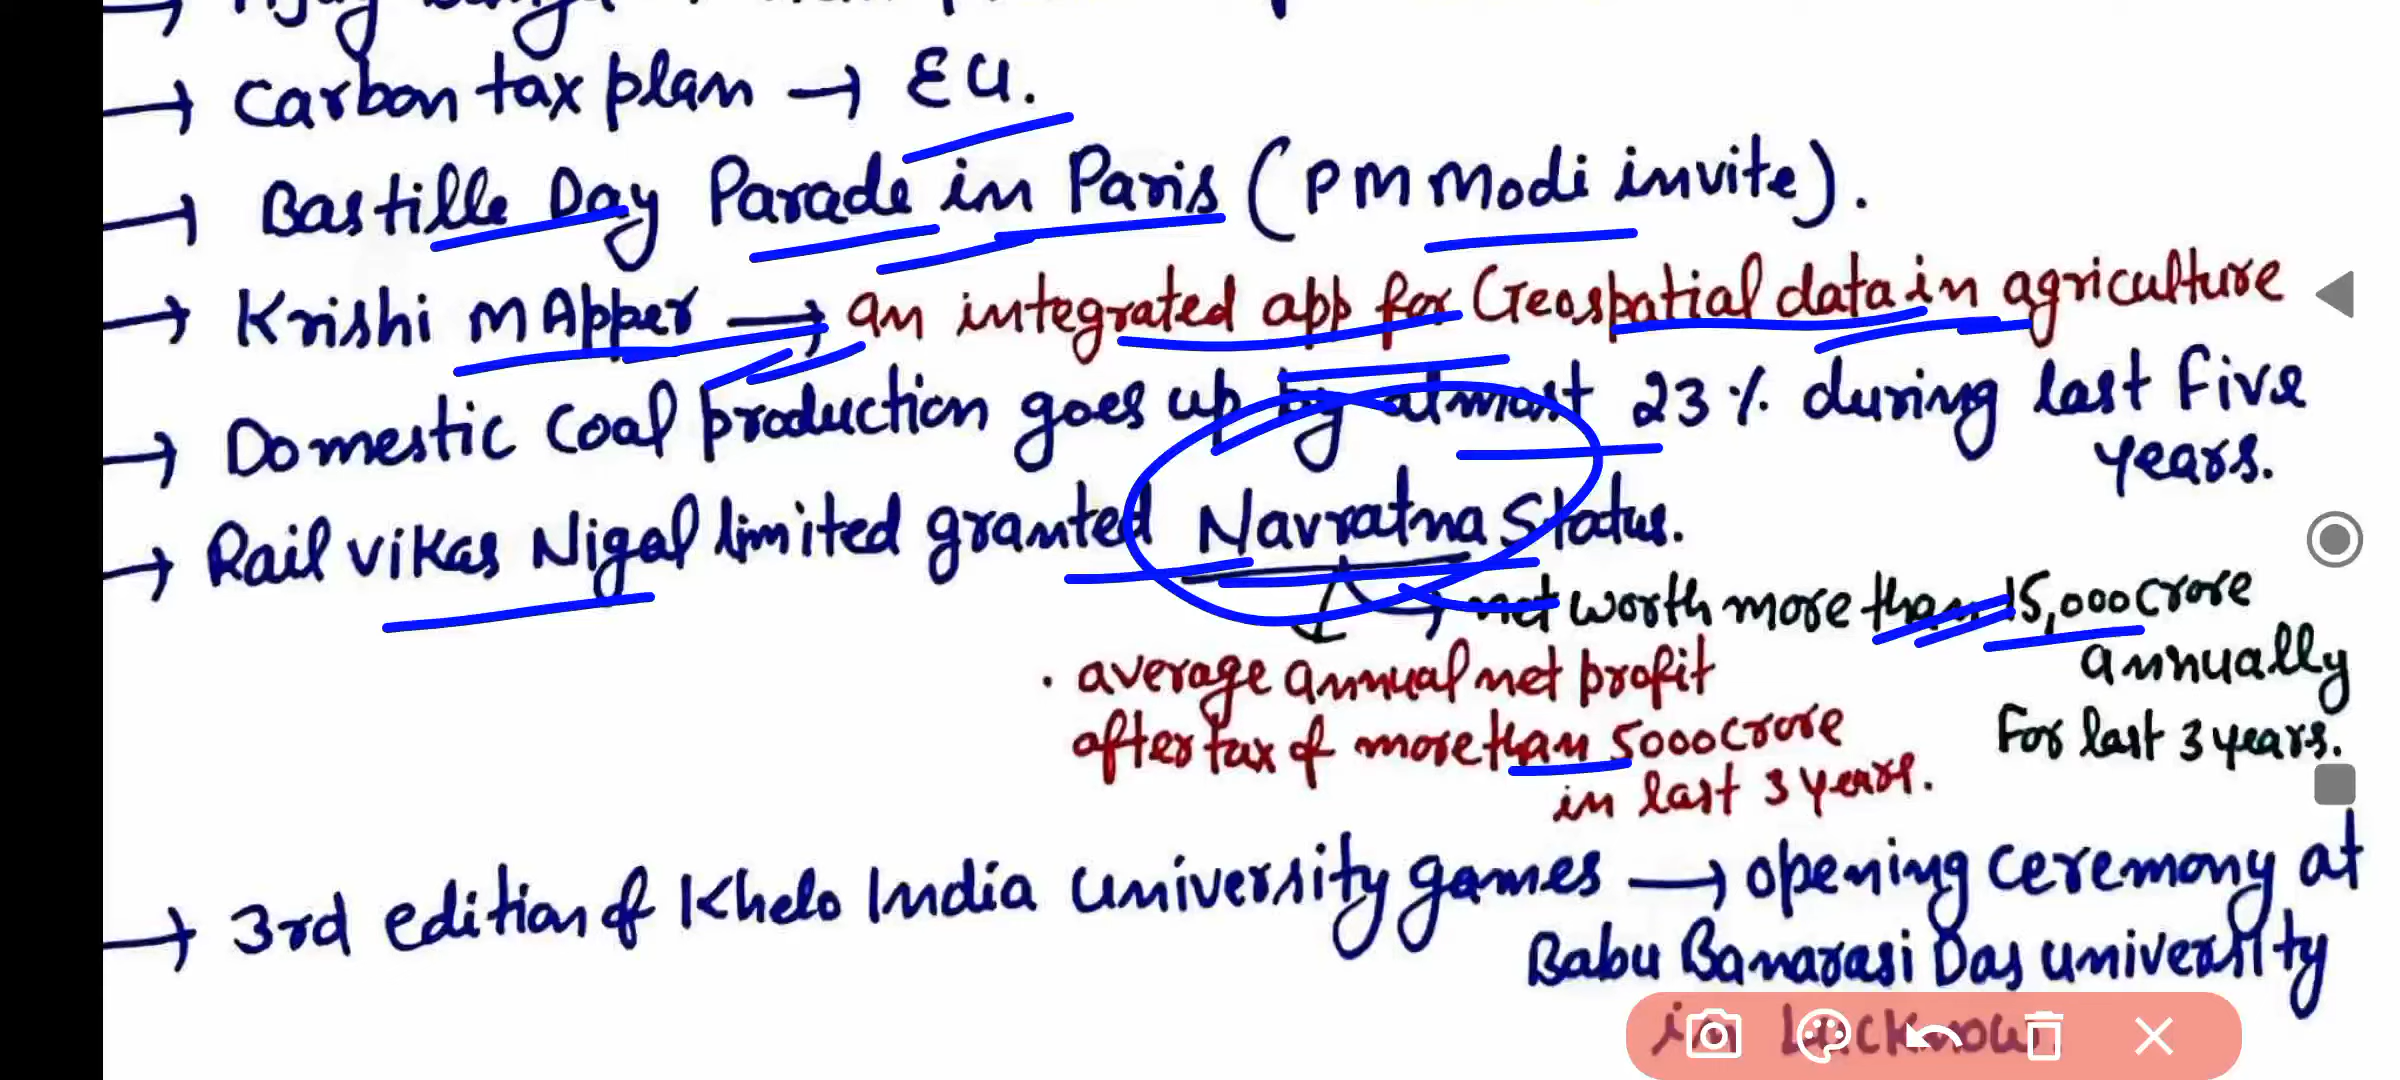 → Carbon tax plan → EU.
→ Bastille Day Parade in Paris (PM Modi invite).
→ Krishi MApper → an integrated app for Geospatial data in agriculture
→ Domestic coal production goes up by almost 23% during last five
years.
→ Rail vikas Nigal limited granted Navratna Status.
→ net worth more than 15,000 crore
annually
For last 3 years.
. average annual net profit
after tax of more than 5000 crore
in last 3 years.
→ 3rd edition of Khelo India University games → opening ceremony at
Babu Banarasi Das university
in Lucknow.